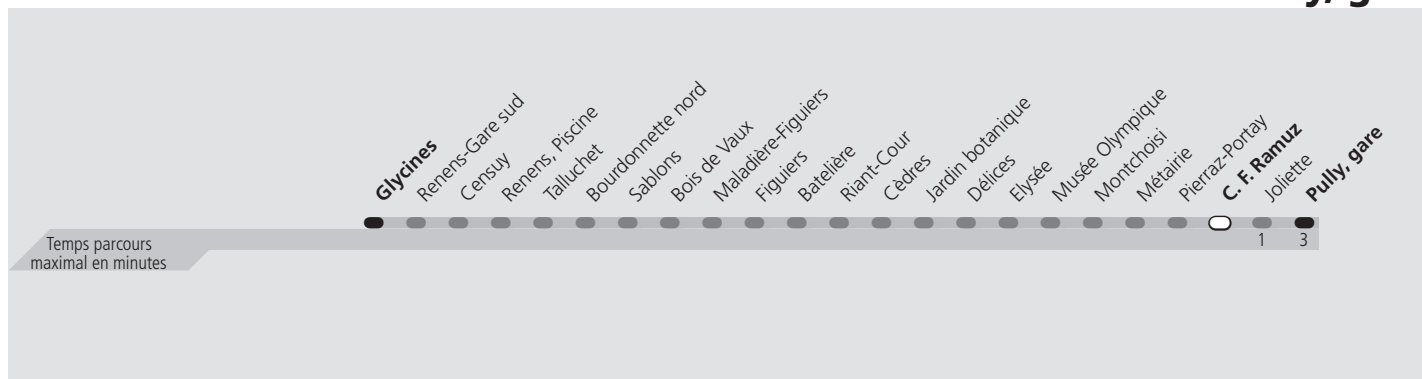 Glycines
Renens-Gare sud
Censuy
Renens, Piscine
Talluchet
Bourdonnette nord
Sablons
Bois de Vaux
Maladière-Figuiers
Figuiers
Batelière
Riant-Cour
Cèdres
Jardin botanique
Délices
Elysée
Musée Olympique
Montchoisi
Métairie
Pierraz-Portay
C. F. Ramuz
Joliette
Pully, gare
Temps parcours
maximal en minutes
1 3